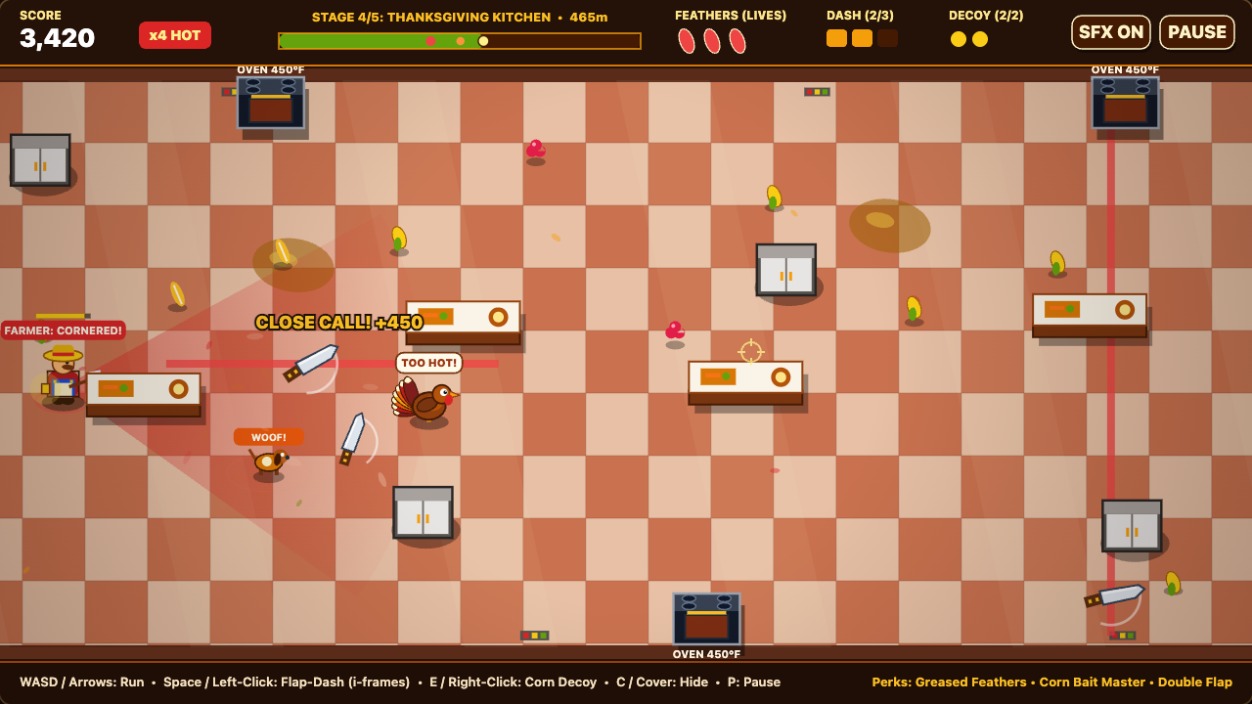 SCORE
3,420
x4 HOT
STAGE 4/5: THANKSGIVING KITCHEN • 465m
FEATHERS (LIVES)
DASH (2/3)
DECOY (2/2)
SFX ON
PAUSE
OVEN 450°F
OVEN 450°F
CLOSE CALL! +450
FARMER: CORNERED!
TOO HOT!
WOOF!
OVEN 450°F
WASD / Arrows: Run • Space / Left-Click: Flap-Dash (i-frames) • E / Right-Click: Corn Decoy • C / Cover: Hide • P: Pause
Perks: Greased Feathers • Corn Bait Master • Double Flap